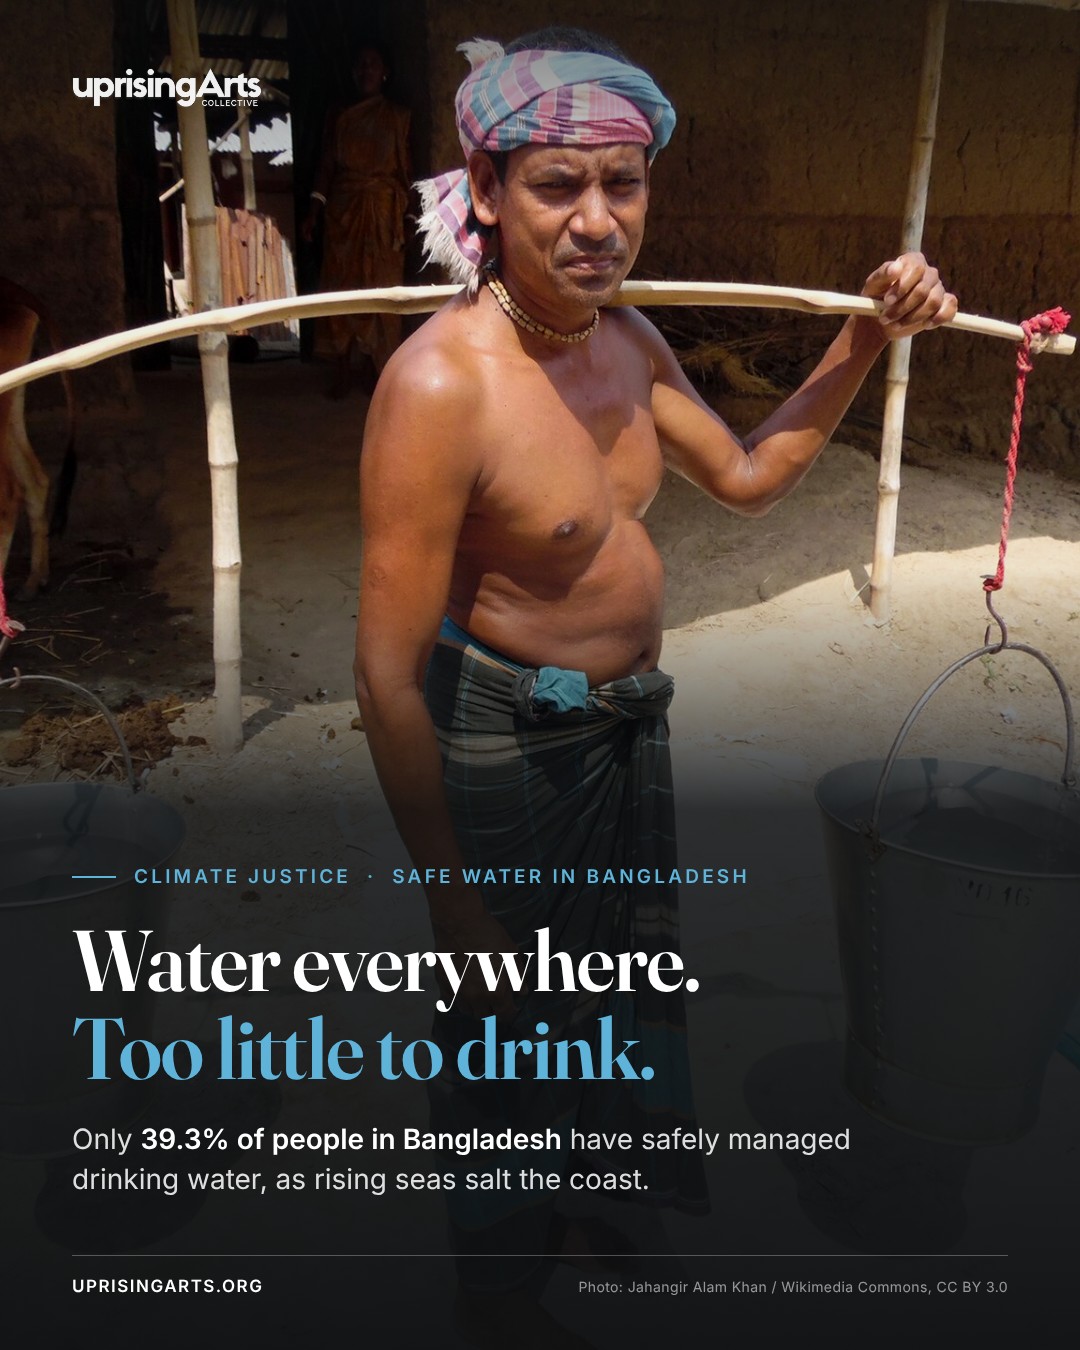 uprisingArts
COLLECTIVE
CLIMATE JUSTICE · SAFE WATER IN BANGLADESH
Water everywhere.
Too little to drink.
Only 39.3% of people in Bangladesh have safely managed
drinking water, as rising seas salt the coast.
UPRISINGARTS.ORG
Photo: Jahangir Alam Khan / Wikimedia Commons, CC BY 3.0